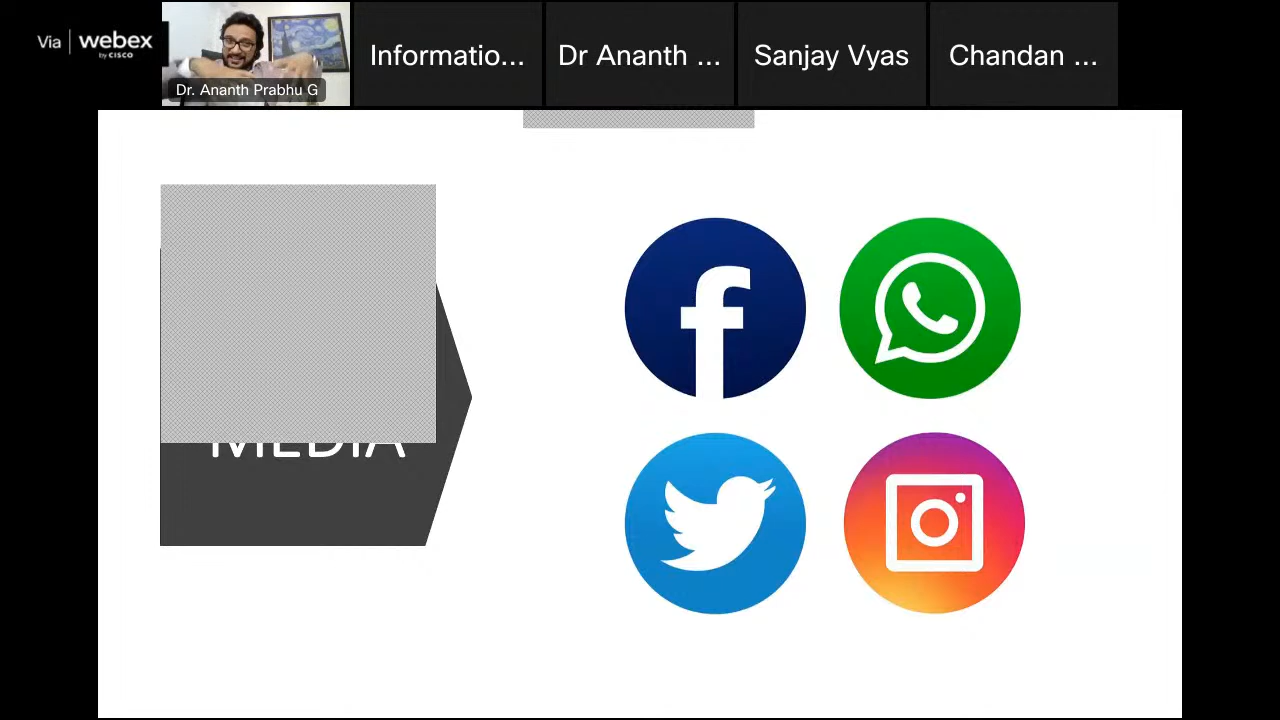 Via webex
by CISCO
Dr. Ananth Prabhu G
Informatio...
Dr Ananth ...
Sanjay Vyas
Chandan ...
MEDIA